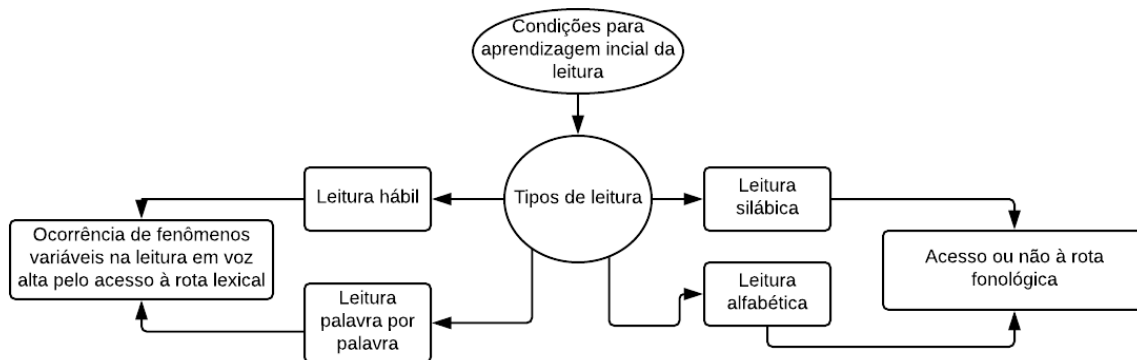 Condições para
aprendizagem incial da
leitura
Tipos de leitura
Leitura hábil
Leitura
silábica
Ocorrência de fenômenos
variáveis na leitura em voz
alta pelo acesso à rota lexical
Acesso ou não à rota
fonológica
Leitura
palavra por
palavra
Leitura
alfabética